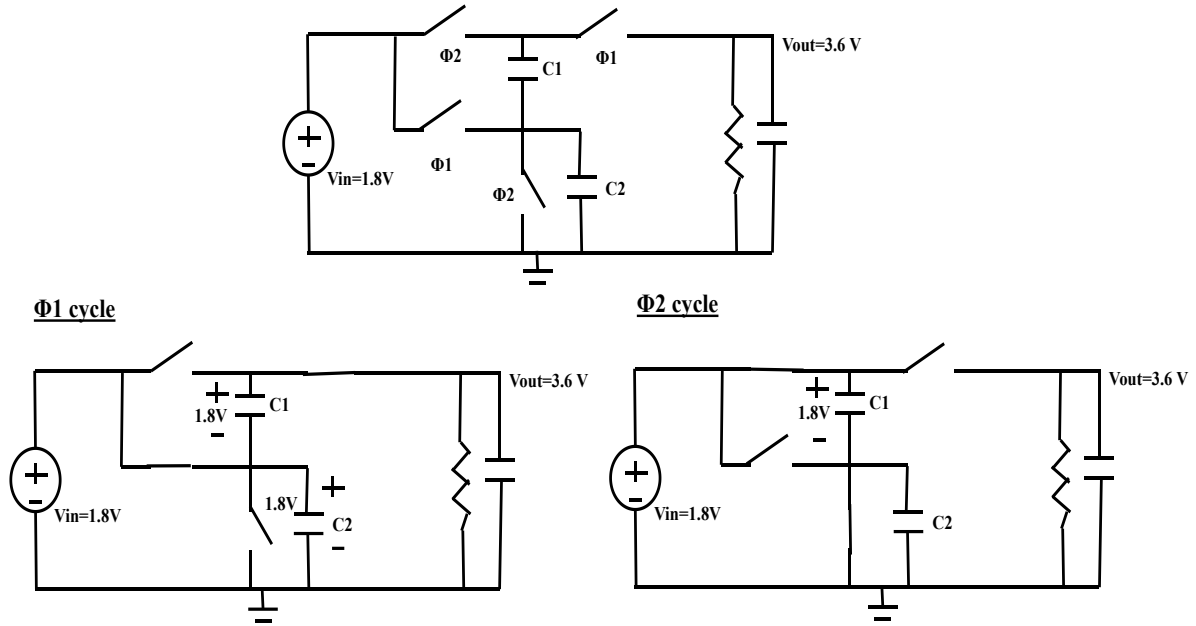 Vout=3.6 V
Φ2
C1
Φ1
+
-
Vin=1.8V
Φ1
Φ2
C2
Φ1 cycle
Φ2 cycle
Vout=3.6 V
+
1.8V
-
C1
+
-
Vin=1.8V
1.8V
+
-
C2
Vout=3.6 V
+
1.8V
-
C1
+
-
Vin=1.8V
C2